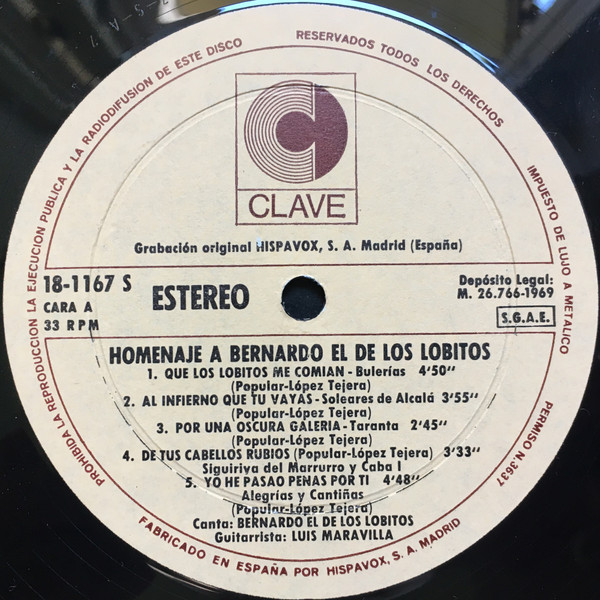 PROHIBIDA LA REPRODUCCION LA EJECUCION PUBLICA Y LA RADIODIFUSION DE ESTE DISCO
RESERVADOS TODOS LOS DERECHOS
IMPUESTO DE LUJO A METALICO
PERMISO N.3637
CLAVE
Grabación original HISPAVOX, S. A. Madrid (España)
18-1167 S
CARA A
33 RPM
ESTEREO
Depósito Legal:
M. 26.766-1969
S.G.A.E.
HOMENAJE A BERNARDO EL DE LOS LOBITOS
1. QUE LOS LOBITOS ME COMIAN - Bulerías 4'50"
(Popular-López Tejera)
2. AL INFIERNO QUE TU VAYAS - Soleares de Alcalá 3'55"
(Popular-López Tejera)
3. POR UNA OSCURA GALERIA - Taranta 2'45"
(Popular-López Tejera)
4. DE TUS CABELLOS RUBIOS (Popular-López Tejera) 3'33"
Siguiriya del Marrurro y Caba I
5. YO HE PASAO PENAS POR TI 4'48"
Alegrías y Cantiñas
(Popular-López Tejera)
Canta: BERNARDO EL DE LOS LOBITOS
Guitarrista: LUIS MARAVILLA
FABRICADO EN ESPAÑA POR HISPAVOX, S. A. MADRID